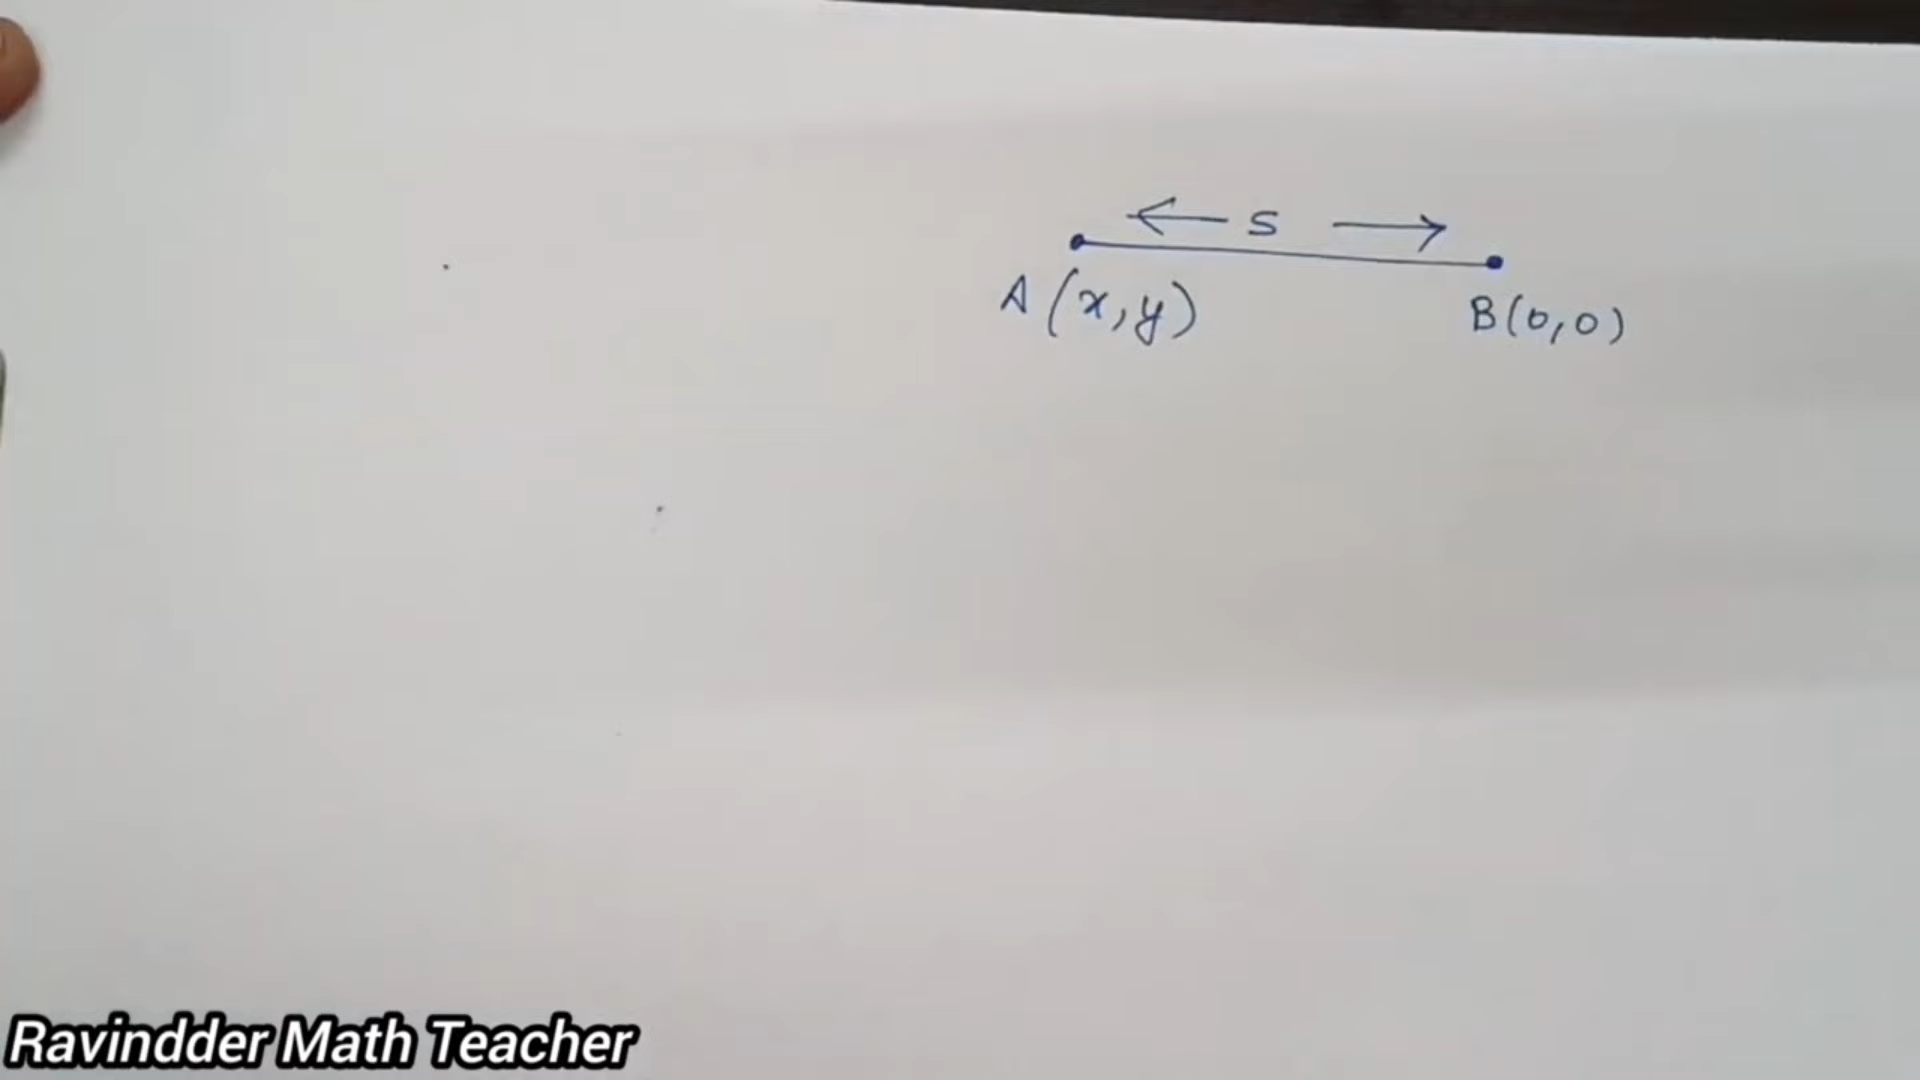 ← S →
A (x, y) B (0, 0)
Ravindder Math Teacher